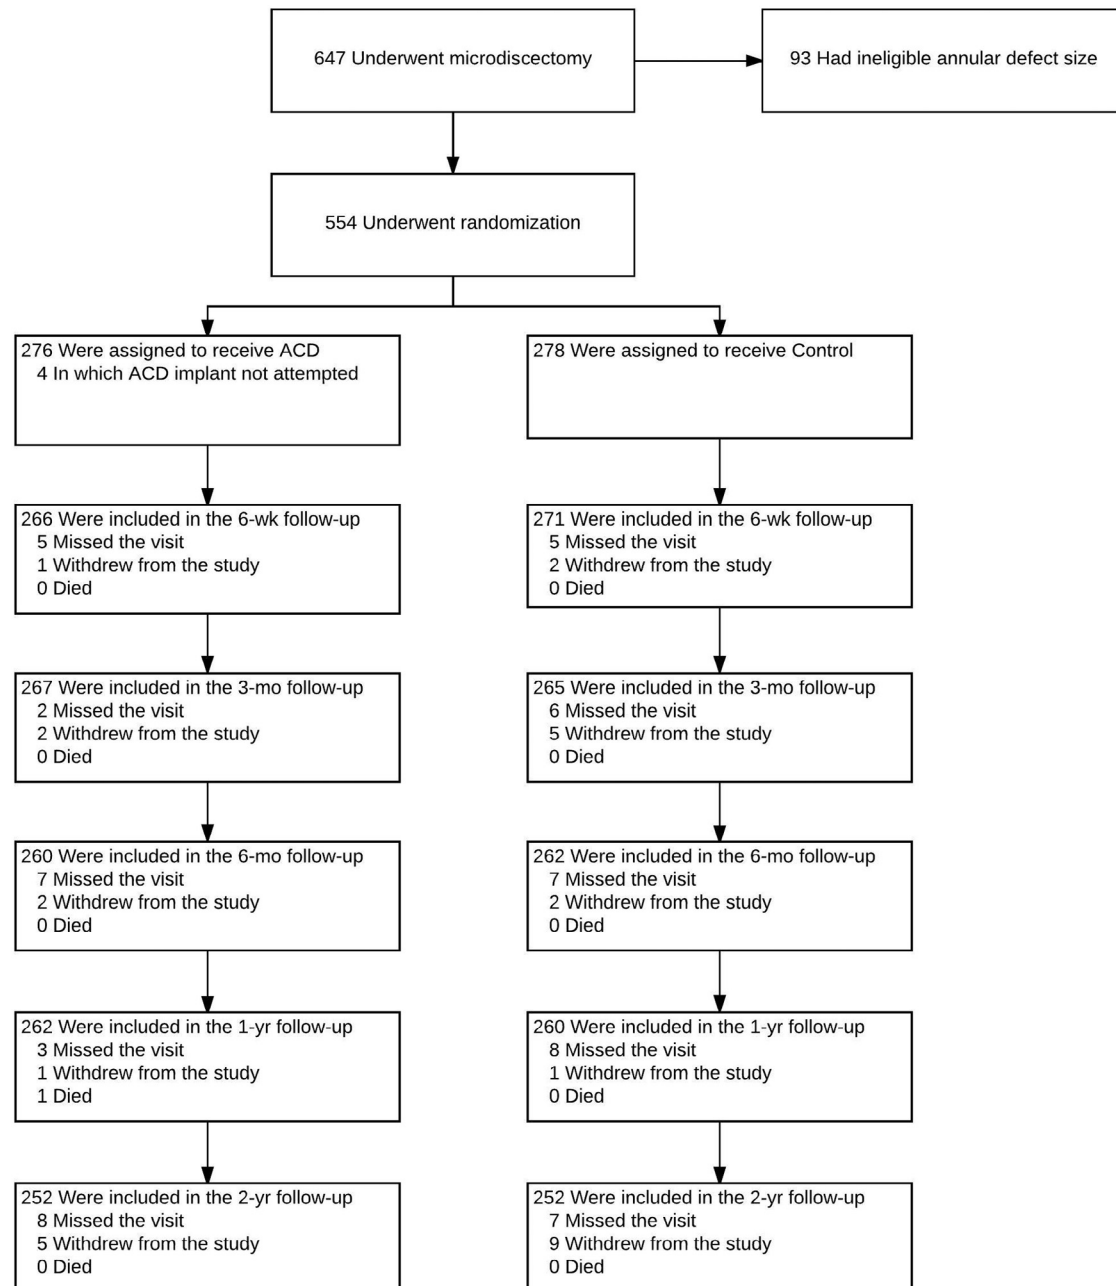 647 Underwent microdiscectomy
93 Had ineligible annular defect size
554 Underwent randomization
276 Were assigned to receive ACD
4 In which ACD implant not attempted
278 Were assigned to receive Control
266 Were included in the 6-wk follow-up
5 Missed the visit
1 Withdrew from the study
0 Died
271 Were included in the 6-wk follow-up
5 Missed the visit
2 Withdrew from the study
0 Died
267 Were included in the 3-mo follow-up
2 Missed the visit
2 Withdrew from the study
0 Died
265 Were included in the 3-mo follow-up
6 Missed the visit
5 Withdrew from the study
0 Died
260 Were included in the 6-mo follow-up
7 Missed the visit
2 Withdrew from the study
0 Died
262 Were included in the 6-mo follow-up
7 Missed the visit
2 Withdrew from the study
0 Died
262 Were included in the 1-yr follow-up
3 Missed the visit
1 Withdrew from the study
1 Died
260 Were included in the 1-yr follow-up
8 Missed the visit
1 Withdrew from the study
0 Died
252 Were included in the 2-yr follow-up
8 Missed the visit
5 Withdrew from the study
0 Died
252 Were included in the 2-yr follow-up
7 Missed the visit
9 Withdrew from the study
0 Died